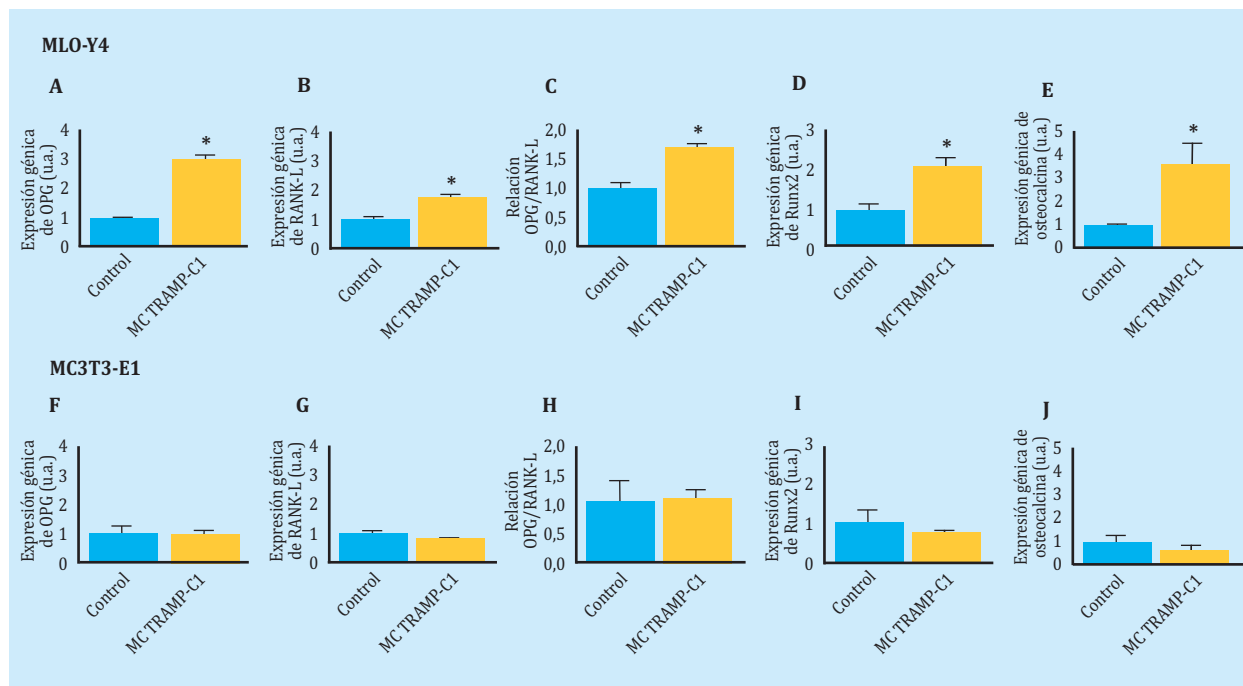 MLO-Y4
A
Expresión génica
de OPG (u.a.)
4
3
2
1
0
*
Control
MC TRAMP-C1
B
Expresión génica
de RANK-L (u.a.)
4
3
2
1
0
*
Control
MC TRAMP-C1
C
Relación
OPG/RANK-L
2,0
1,5
1,0
0,5
0,0
*
Control
MC TRAMP-C1
D
Expresión génica
de Runx2 (u.a.)
3
2
1
0
*
Control
MC TRAMP-C1
E
Expresión génica de
osteocalcina (u.a.)
5
4
3
2
1
0
*
Control
MC TRAMP-C1
MC3T3-E1
F
Expresión génica
de OPG (u.a.)
4
3
2
1
0
Control
MC TRAMP-C1
G
Expresión génica
de RANK-L (u.a.)
4
3
2
1
0
Control
MC TRAMP-C1
H
Relación
OPG/RANK-L
2,0
1,5
1,0
0,5
0,0
Control
MC TRAMP-C1
I
Expresión génica
de Runx2 (u.a.)
3
2
1
0
Control
MC TRAMP-C1
J
Expresión génica de
osteocalcina (u.a.)
5
4
3
2
1
0
Control
MC TRAMP-C1